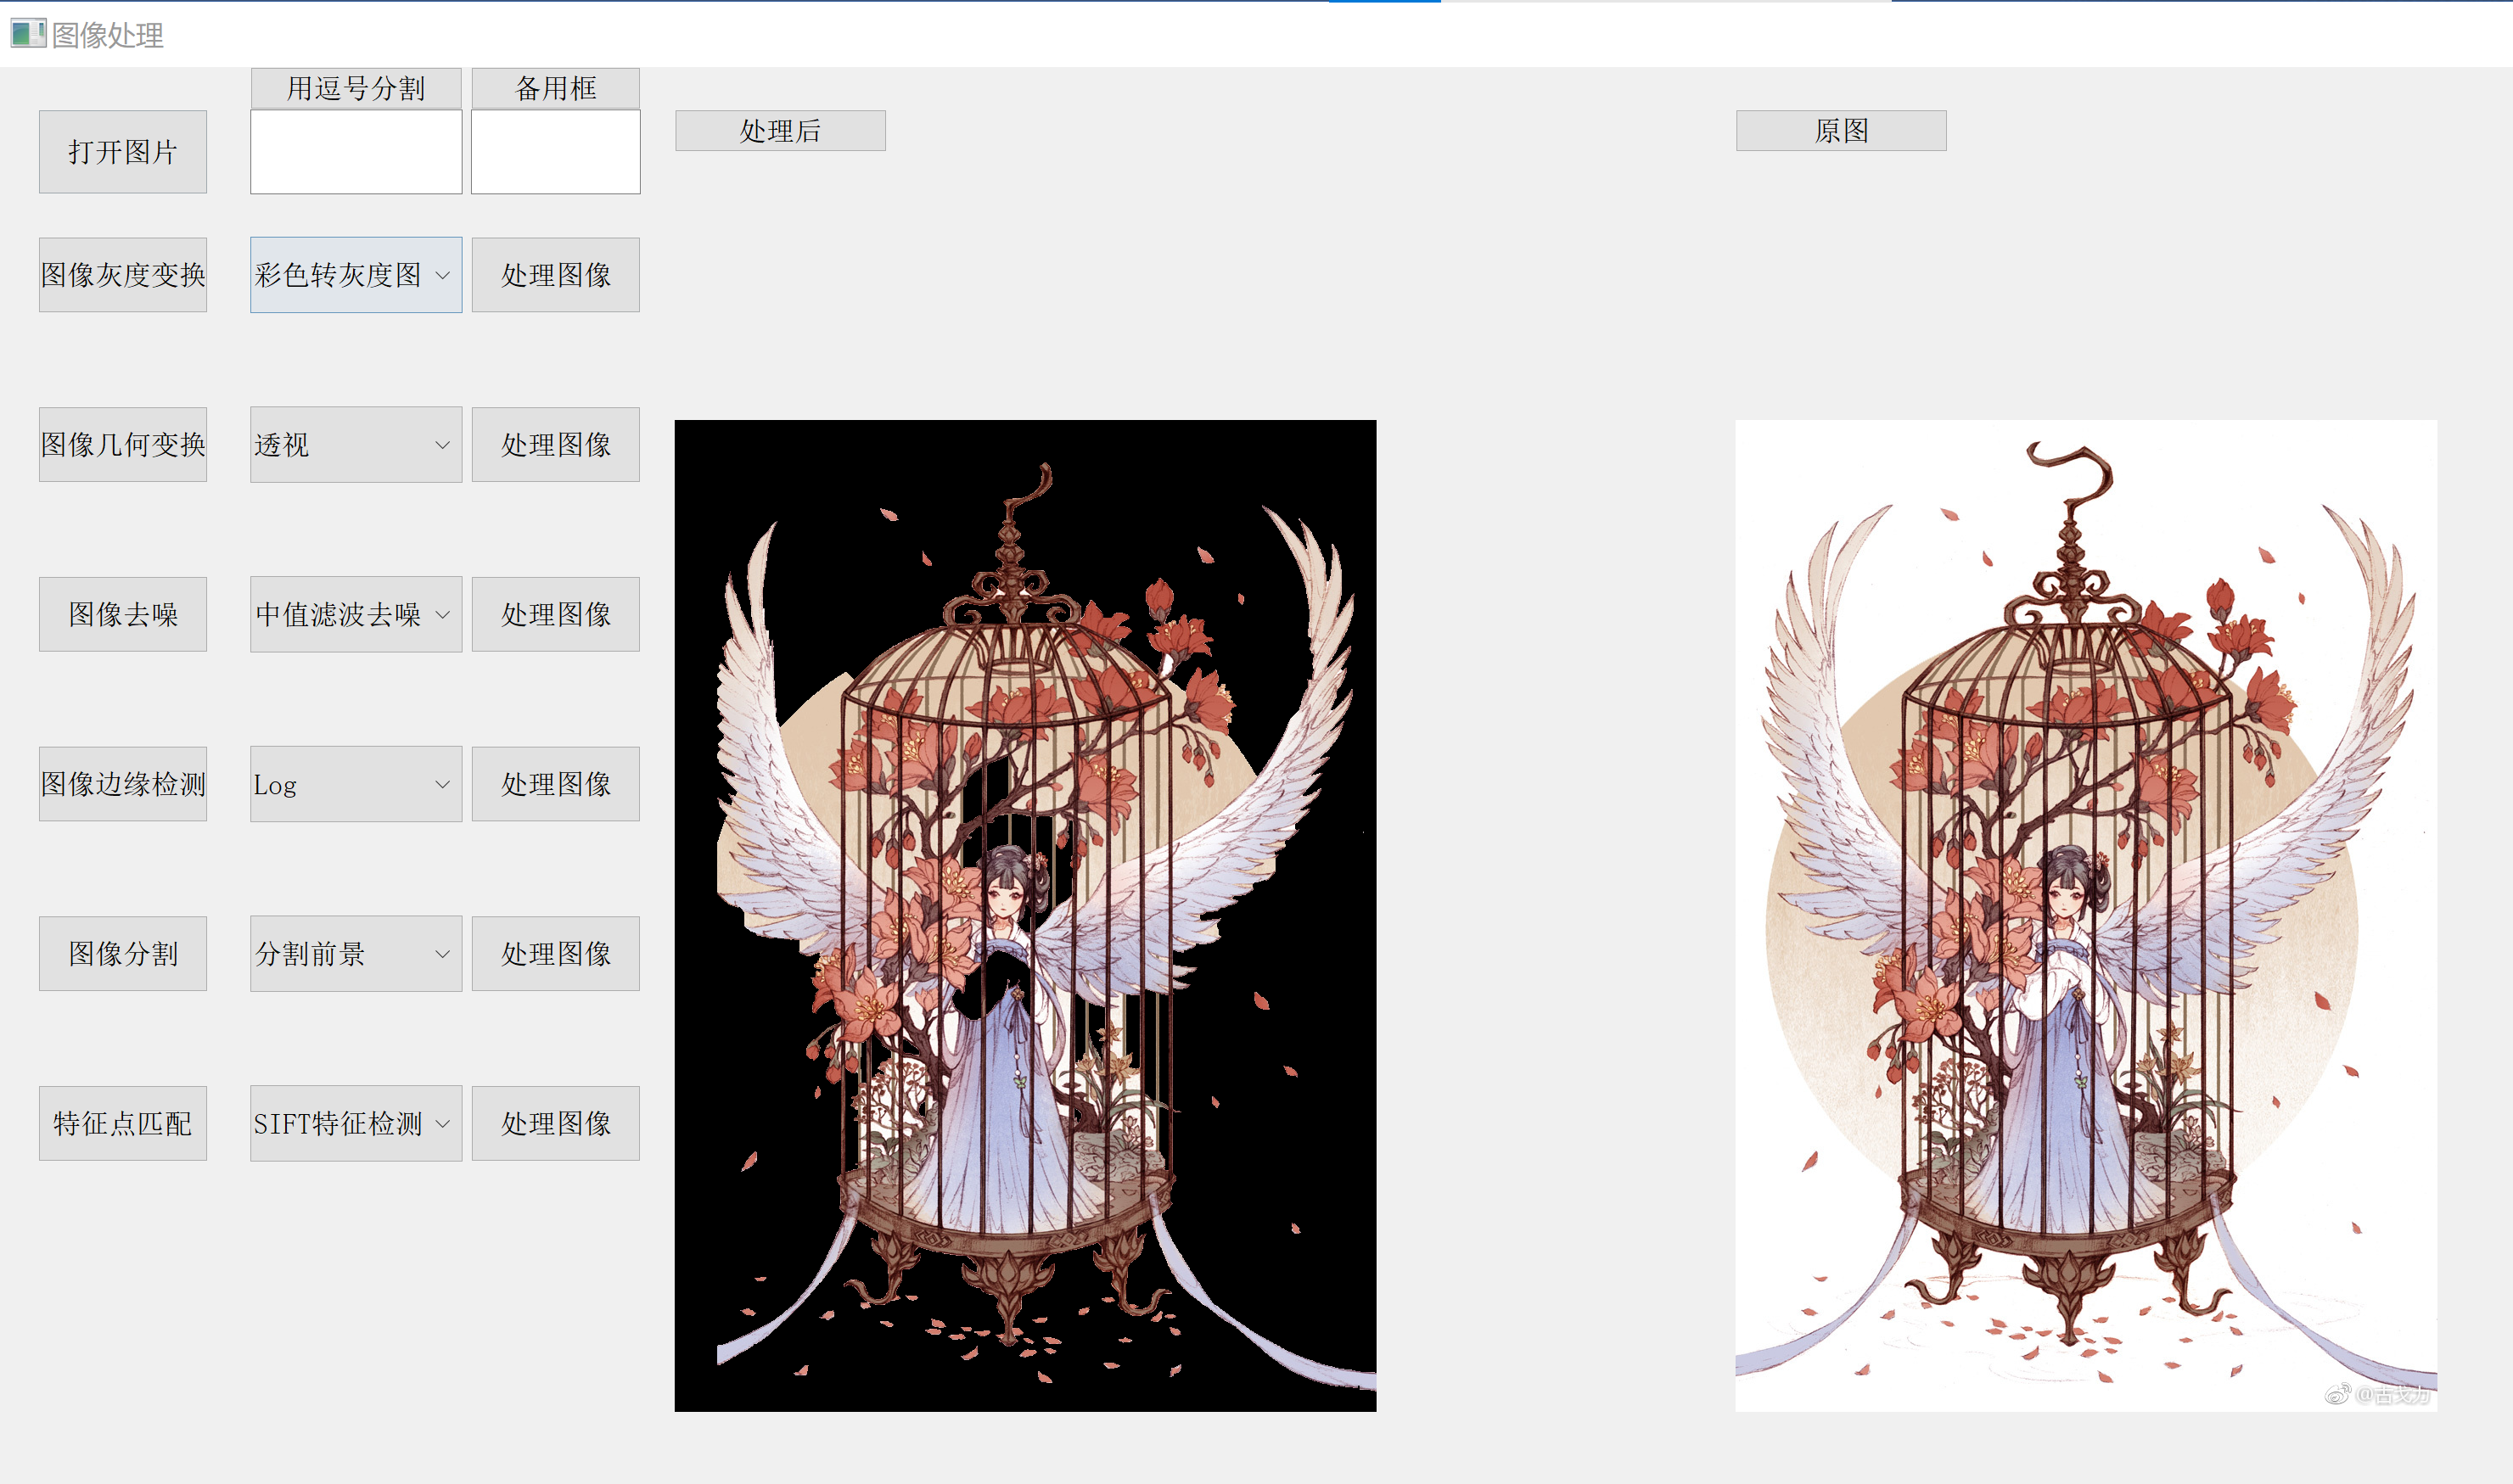 图像处理
用逗号分割 备用框
打开图片 处理后 原图
图像灰度变换 彩色转灰度图 处理图像
图像几何变换 透视 处理图像
图像去噪 中值滤波去噪 处理图像
图像边缘检测 Log 处理图像
图像分割 分割前景 处理图像
特征点匹配 SIFT特征检测 处理图像
@古戈力